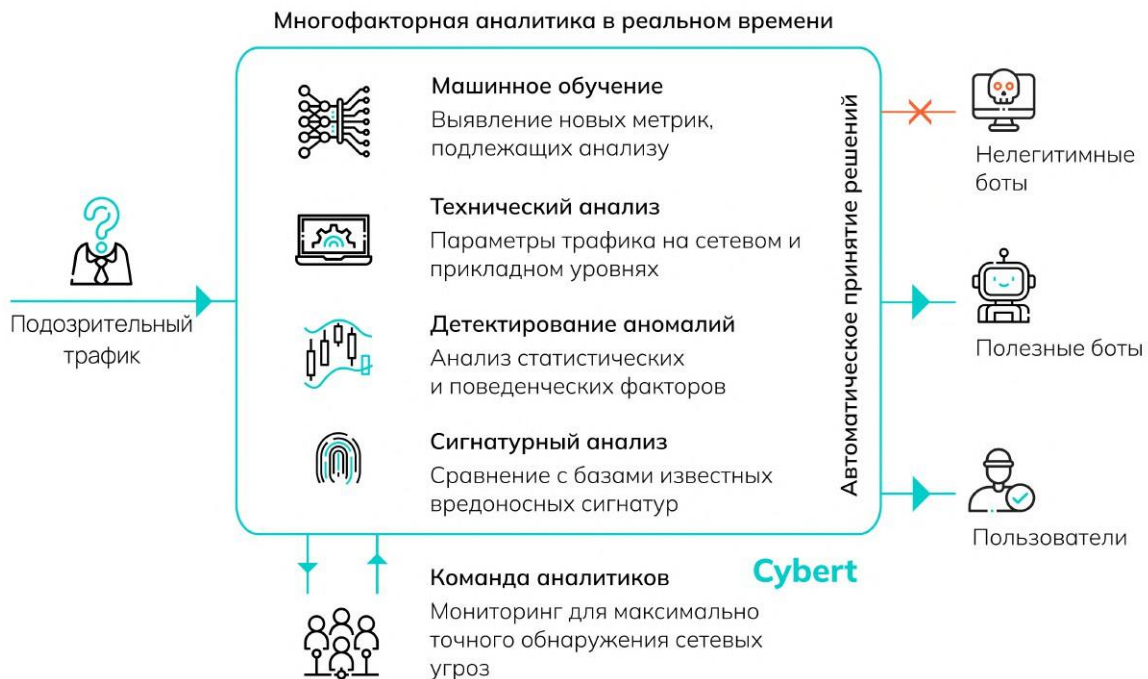 Многофакторная аналитика в реальном времени
Подозрительный
трафик
Машинное обучение
Выявление новых метрик,
подлежащих анализу
Технический анализ
Параметры трафика на сетевом и
прикладном уровнях
Детектирование аномалий
Анализ статистических
и поведенческих факторов
Сигнатурный анализ
Сравнение с базами известных
вредоносных сигнатур
Автоматическое принятие решений
Нелегитимные
боты
Полезные боты
Пользователи
Cybert
Команда аналитиков
Мониторинг для максимально
точного обнаружения сетевых
угроз